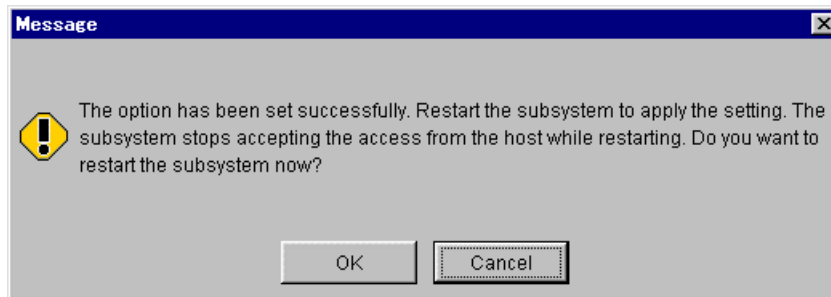 Message
The option has been set successfully. Restart the subsystem to apply the setting. The
subsystem stops accepting the access from the host while restarting. Do you want to
restart the subsystem now?
OK
Cancel